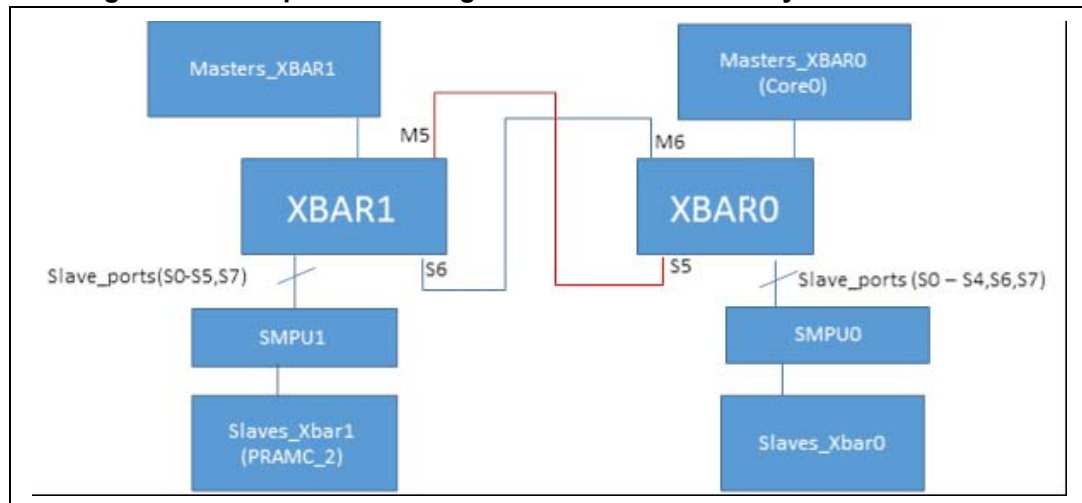 Masters_XBAR1
Masters_XBAR0
(Core0)
M5
M6
XBAR1
XBAR0
Slave_ports(S0-S5,S7)
S6
S5
Slave_ports (S0 – S4,S6,S7)
SMPU1
SMPU0
Slaves_Xbar1
(PRAMC_2)
Slaves_Xbar0